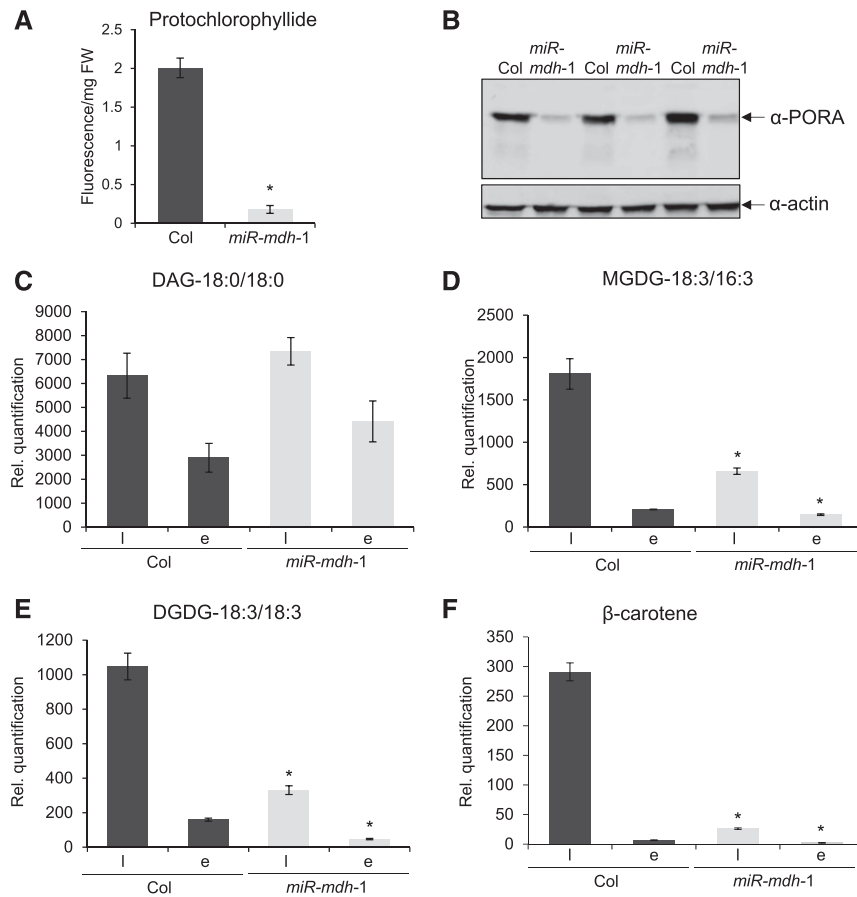 A
Protochlorophyllide
Fluorescence/mg FW
2.5
2
1.5
1
0.5
0
*
Col
miR-mdh-1
B
miR- miR- miR-
Col mdh-1 Col mdh-1 Col mdh-1
α-PORA
α-actin
C
DAG-18:0/18:0
Rel. quantification
9000
8000
7000
6000
5000
4000
3000
2000
1000
0
l e l e
Col miR-mdh-1
D
MGDG-18:3/16:3
Rel. quantification
2500
2000
1500
1000
500
0
*
*
l e l e
Col miR-mdh-1
E
DGDG-18:3/18:3
Rel. quantification
1200
1000
800
600
400
200
0
*
*
l e l e
Col miR-mdh-1
F
β-carotene
Rel. quantification
350
300
250
200
150
100
50
0
* *
l e l e
Col miR-mdh-1